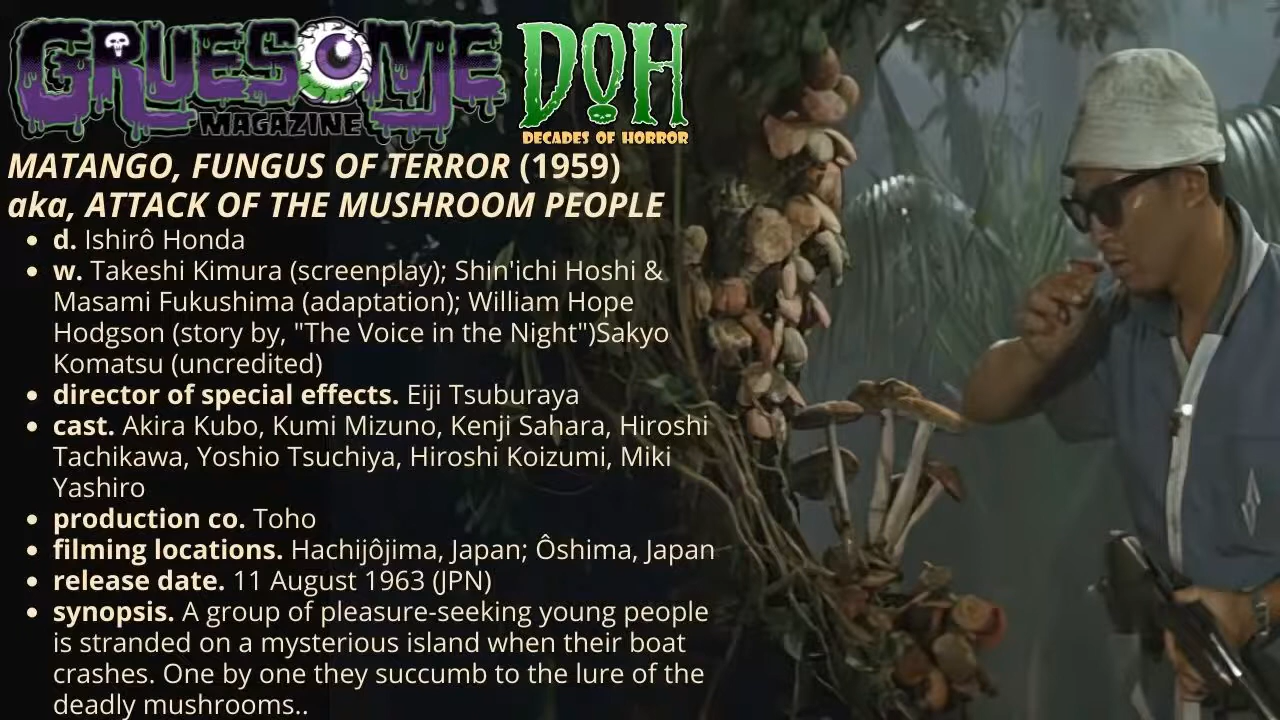 GRUESOME DOH
MAGAZINE DECADES OF HORROR
MATANGO, FUNGUS OF TERROR (1959)
aka, ATTACK OF THE MUSHROOM PEOPLE
• d. Ishirô Honda
• w. Takeshi Kimura (screenplay); Shin'ichi Hoshi &
Masami Fukushima (adaptation); William Hope
Hodgson (story by, "The Voice in the Night")Sakyo
Komatsu (uncredited)
• director of special effects. Eiji Tsuburaya
• cast. Akira Kubo, Kumi Mizuno, Kenji Sahara, Hiroshi
Tachikawa, Yoshio Tsuchiya, Hiroshi Koizumi, Miki
Yashiro
• production co. Toho
• filming locations. Hachijôjima, Japan; Ôshima, Japan
• release date. 11 August 1963 (JPN)
• synopsis. A group of pleasure-seeking young people
is stranded on a mysterious island when their boat
crashes. One by one they succumb to the lure of the
deadly mushrooms..